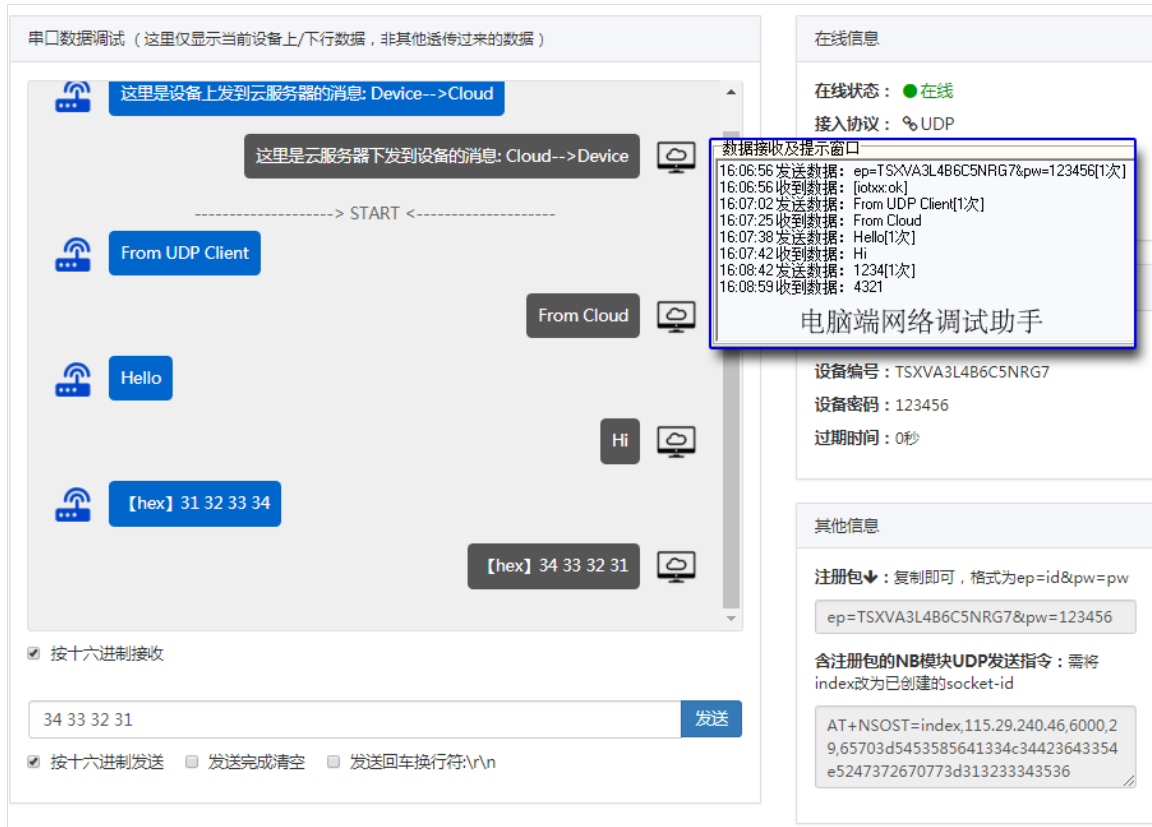 串口数据调试 ( 这里仅显示当前设备上/下行数据 , 非其他透传过来的数据 )
这里是设备上发到云服务器的消息: Device-->Cloud
这里是云服务器下发到设备的消息: Cloud-->Device
--------------------> START <--------------------
From UDP Client
From Cloud
Hello
Hi
【hex】31 32 33 34
【hex】34 33 32 31
按十六进制接收
34 33 32 31
发送
按十六进制发送 发送完成清空 发送回车换行符:\r\n
在线信息
在线状态： 在线
接入协议： UDP
数据接收及提示窗口
16:06:56 发送数据：ep=TSXVA3L4B6C5NRG7&pw=123456[1次]
16:06:56 收到数据：[iotxx:ok]
16:07:02 发送数据：From UDP Client[1次]
16:07:25 收到数据：From Cloud
16:07:38 发送数据：Hello[1次]
16:07:42 收到数据：Hi
16:08:42 发送数据：1234[1次]
16:08:59 收到数据：4321
电脑端网络调试助手
设备编号：TSXVA3L4B6C5NRG7
设备密码：123456
过期时间：0秒
其他信息
注册包：复制即可 , 格式为ep=id&pw=pw
ep=TSXVA3L4B6C5NRG7&pw=123456
含注册包的NB模块UDP发送指令：需将
index改为已创建的socket-id
AT+NSOST=index,115.29.240.46,6000,2
9,65703d5453585641334c34423643354
e5247372670773d313233343536